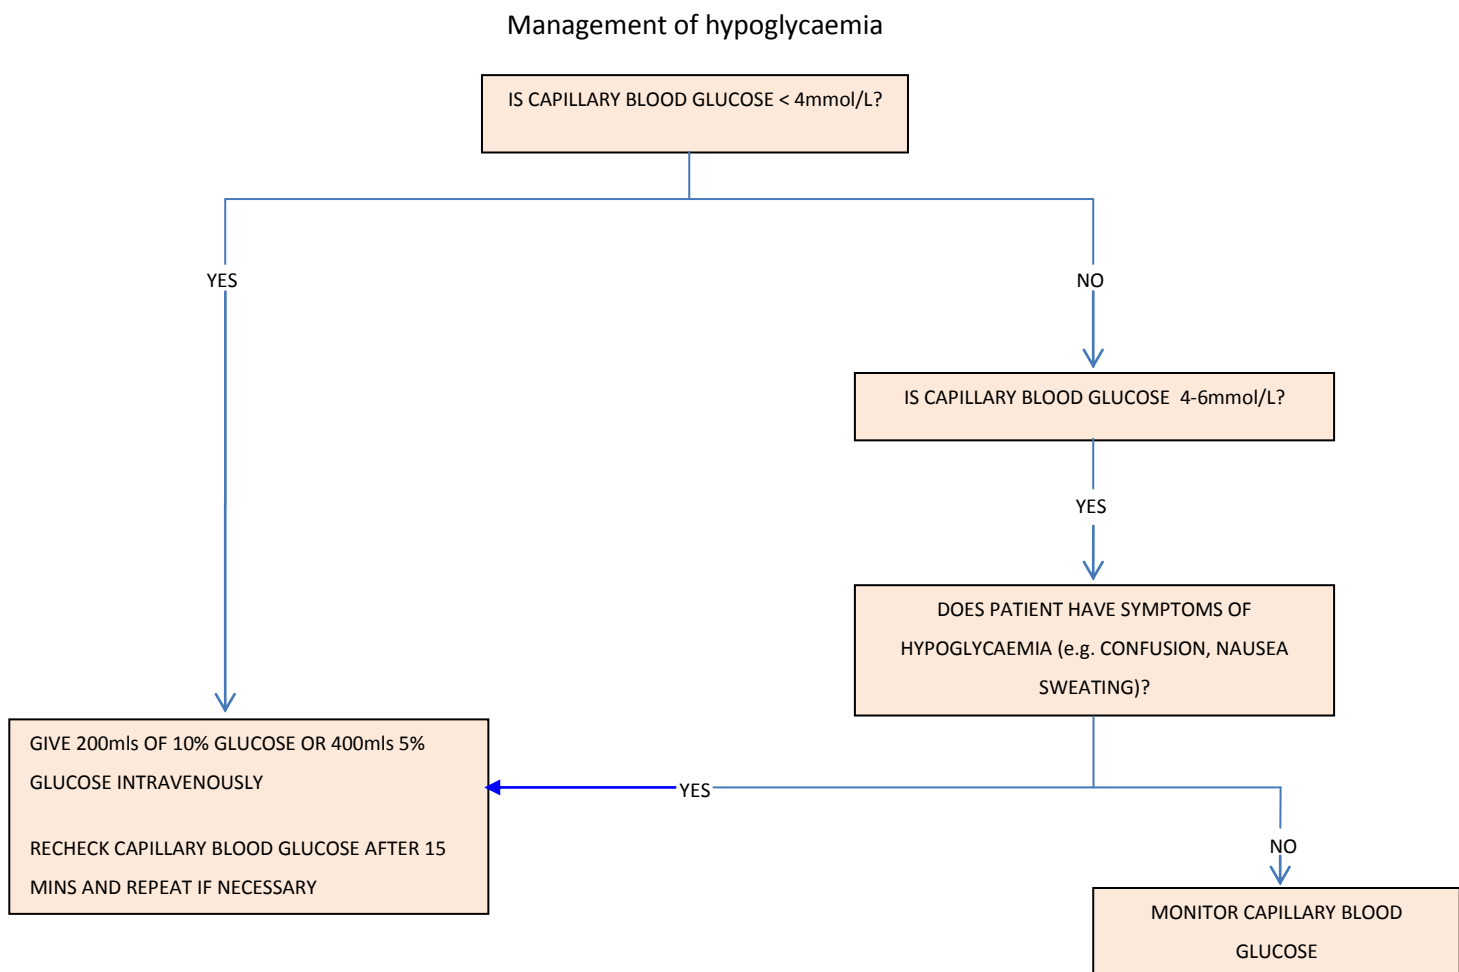 Management of hypoglycaemia
IS CAPILLARY BLOOD GLUCOSE < 4mmol/L?
YES
NO
IS CAPILLARY BLOOD GLUCOSE  4-6mmol/L?
YES
DOES PATIENT HAVE SYMPTOMS OF
HYPOGLYCAEMIA (e.g. CONFUSION, NAUSEA
SWEATING)?
GIVE 200mls OF 10% GLUCOSE OR 400mls 5%
GLUCOSE INTRAVENOUSLY
RECHECK CAPILLARY BLOOD GLUCOSE AFTER 15
MINS AND REPEAT IF NECESSARY
YES
NO
MONITOR CAPILLARY BLOOD
GLUCOSE